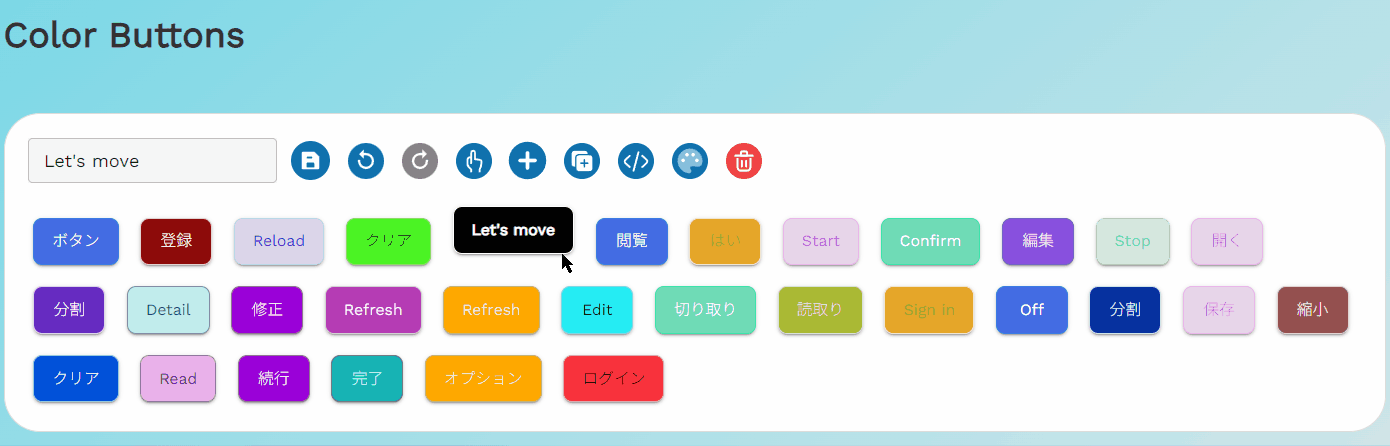 Color Buttons
Let's move
ボタン 登録 Reload クリア Let's move 閲覧 はい Start Confirm 編集 Stop 開く
分割 Detail 修正 Refresh Refresh Edit 切り取り 読取り Sign in Off 分割 保存 縮小
クリア Read 続行 完了 オプション ログイン